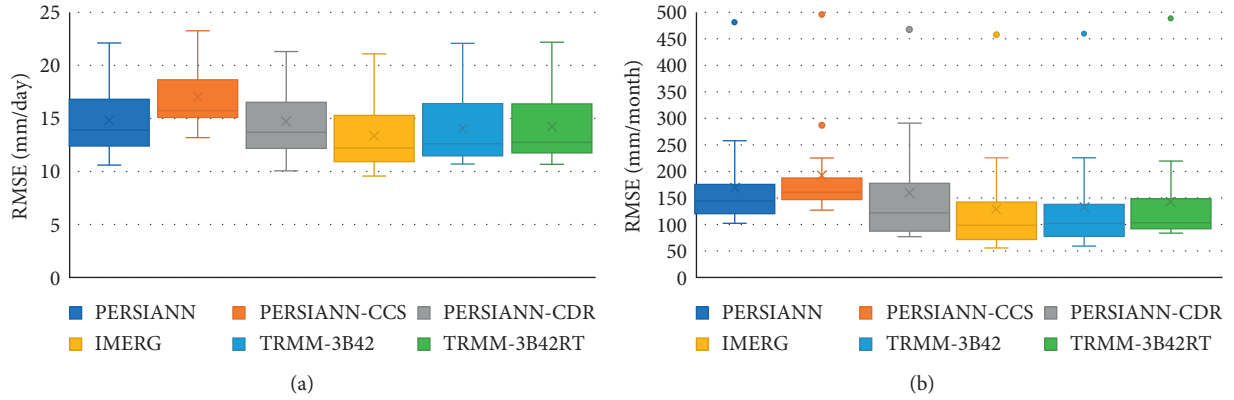 RMSE (mm/day)
25
20
15
10
5
0
PERSIANN PERSIANN-CCS PERSIANN-CDR
IMERG TRMM-3B42 TRMM-3B42RT
(a)
RMSE (mm/month)
500
450
400
350
300
250
200
150
100
50
0
PERSIANN PERSIANN-CCS PERSIANN-CDR
IMERG TRMM-3B42 TRMM-3B42RT
(b)